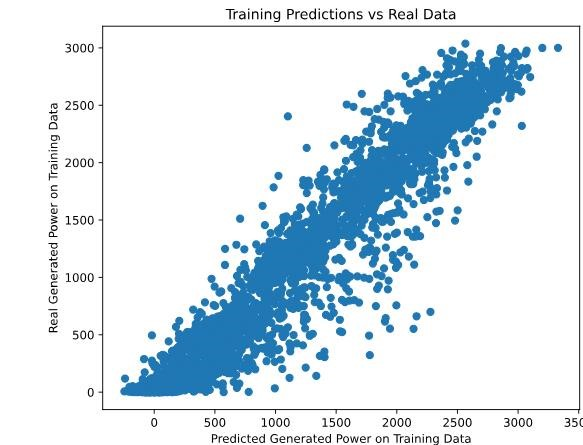 Training Predictions vs Real Data
Real Generated Power on Training Data
3000
2500
2000
1500
1000
500
0
0 500 1000 1500 2000 2500 3000 350
Predicted Generated Power on Training Data